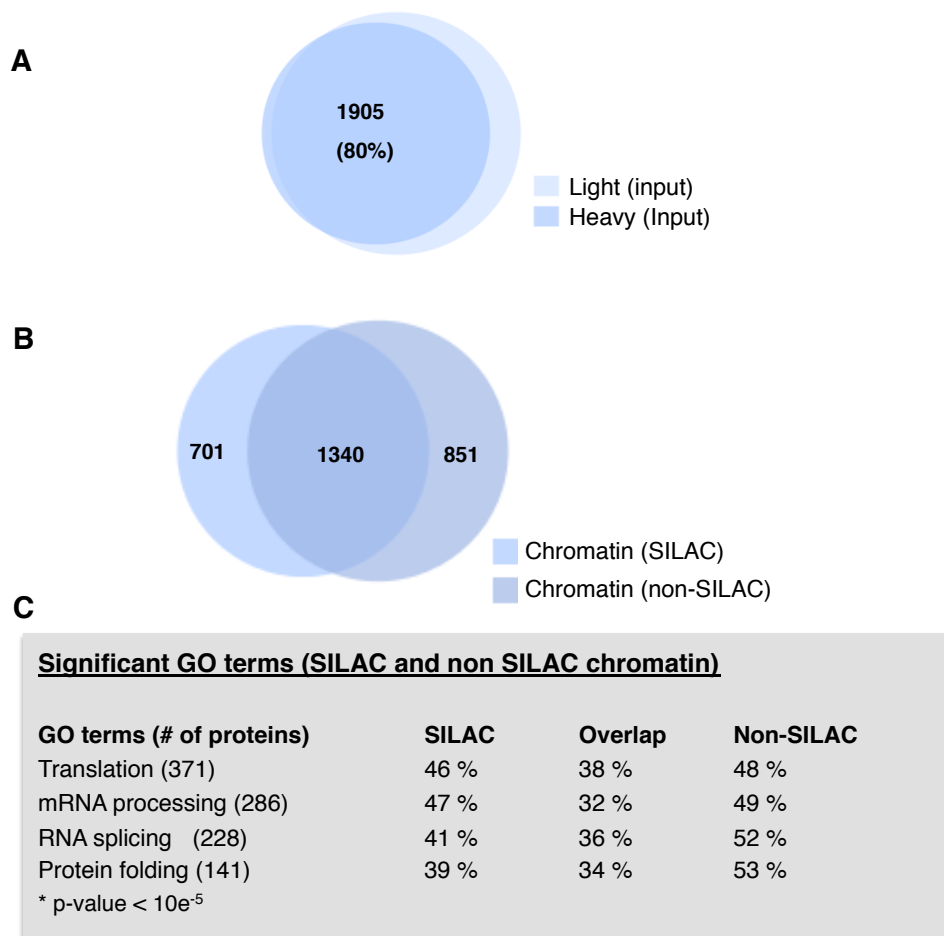 A
1905
(80%)
Light (input)
Heavy (Input)
B
701 1340 851
Chromatin (SILAC)
Chromatin (non-SILAC)
C
Significant GO terms (SILAC and non SILAC chromatin)
GO terms (# of proteins) SILAC Overlap Non-SILAC
Translation (371) 46 % 38 % 48 %
mRNA processing (286) 47 % 32 % 49 %
RNA splicing (228) 41 % 36 % 52 %
Protein folding (141) 39 % 34 % 53 %
* p-value < 10e-5